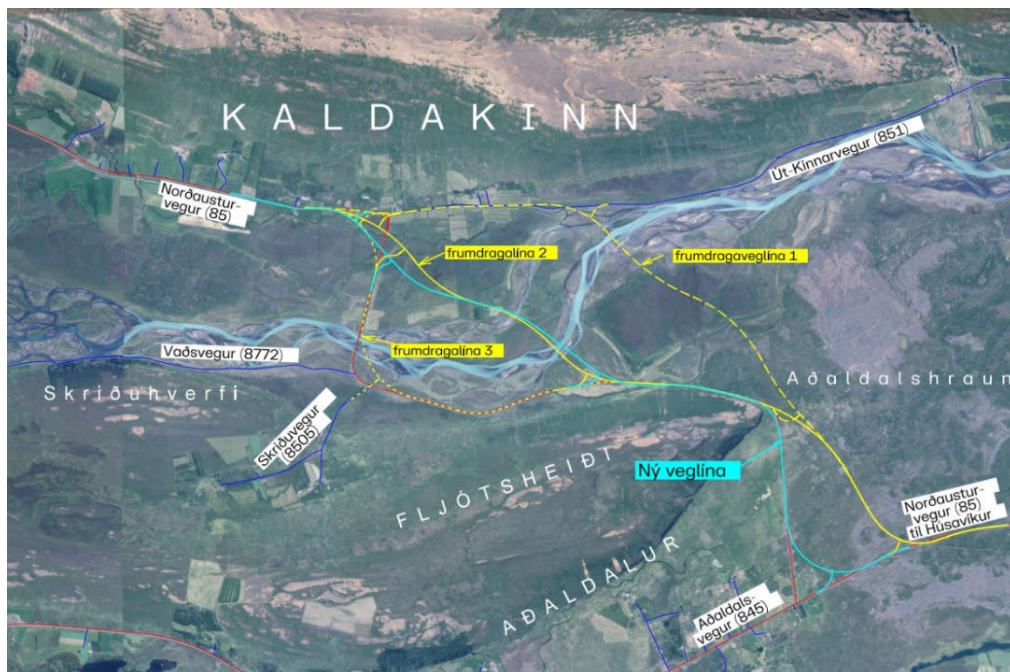 KALDAKINN
Út-Kinnarvegur (851)
Norðaustur-
vegur (85)
frumdragalína 2
frumdragaveglína 1
Vaðsvegur (8772)
frumdragalína 3
Skriðuhverfi
Aðaldalshraun
Skriðuvegur
(8505)
Ný veglína
FLJÓTSHEIÐI
Norðaustur-
vegur (85)
til Húsavíkur
AÐALDALUR
Aðaldals-
vegur (845)